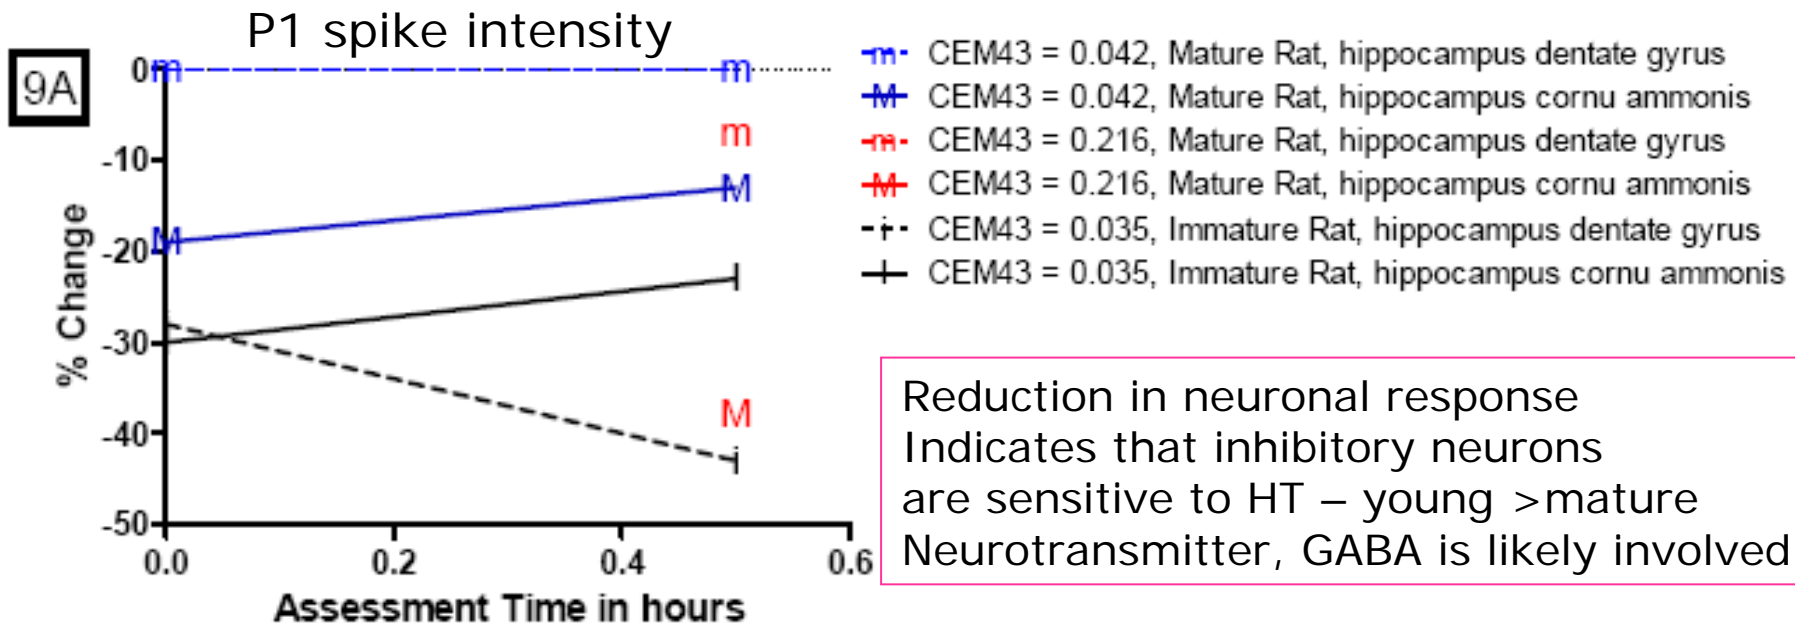 P1 spike intensity
9A
0
-10
-20
-30
-40
-50
% Change
0.0 0.2 0.4 0.6
Assessment Time in hours
m m
m
M M
M
m CEM43 = 0.042, Mature Rat, hippocampus dentate gyrus
M CEM43 = 0.042, Mature Rat, hippocampus cornu ammonis
m CEM43 = 0.216, Mature Rat, hippocampus dentate gyrus
M CEM43 = 0.216, Mature Rat, hippocampus cornu ammonis
CEM43 = 0.035, Immature Rat, hippocampus dentate gyrus
CEM43 = 0.035, Immature Rat, hippocampus cornu ammonis
Reduction in neuronal response
Indicates that inhibitory neurons
are sensitive to HT – young >mature
Neurotransmitter, GABA is likely involved